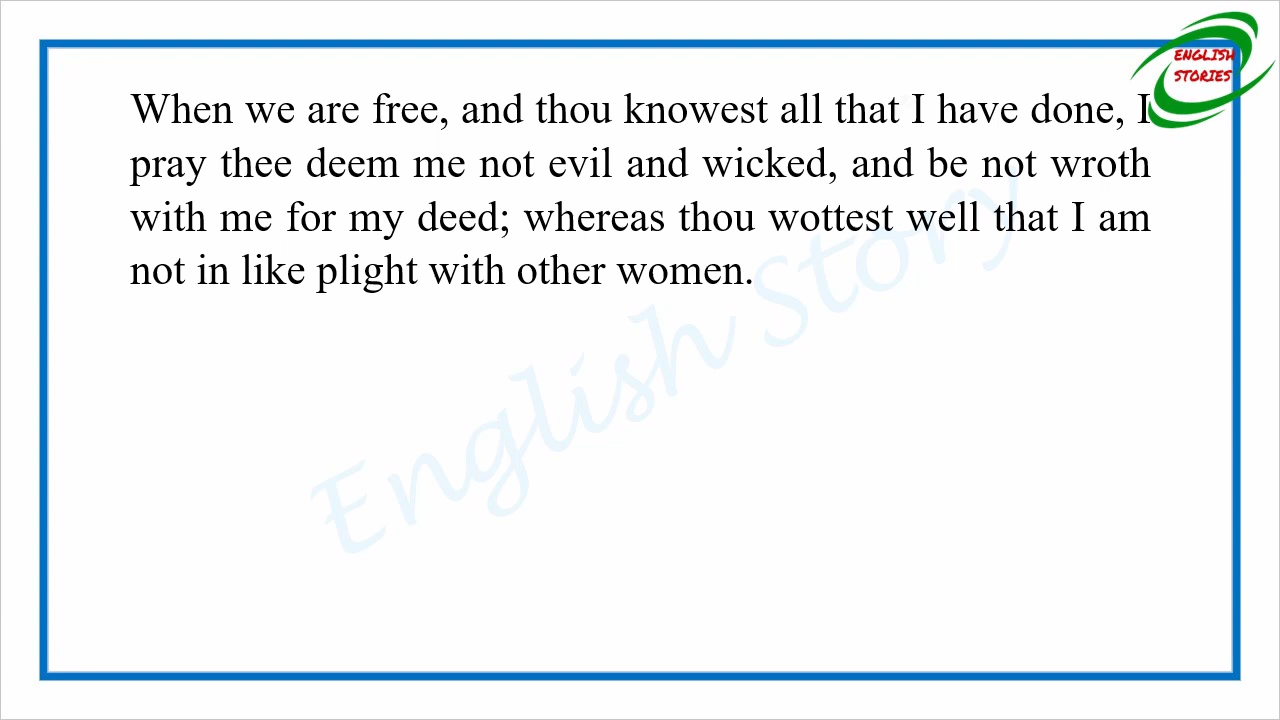 ENGLISH
STORIES
When we are free, and thou knowest all that I have done, I
pray thee deem me not evil and wicked, and be not wroth
with me for my deed; whereas thou wottest well that I am
not in like plight with other women.
English Story